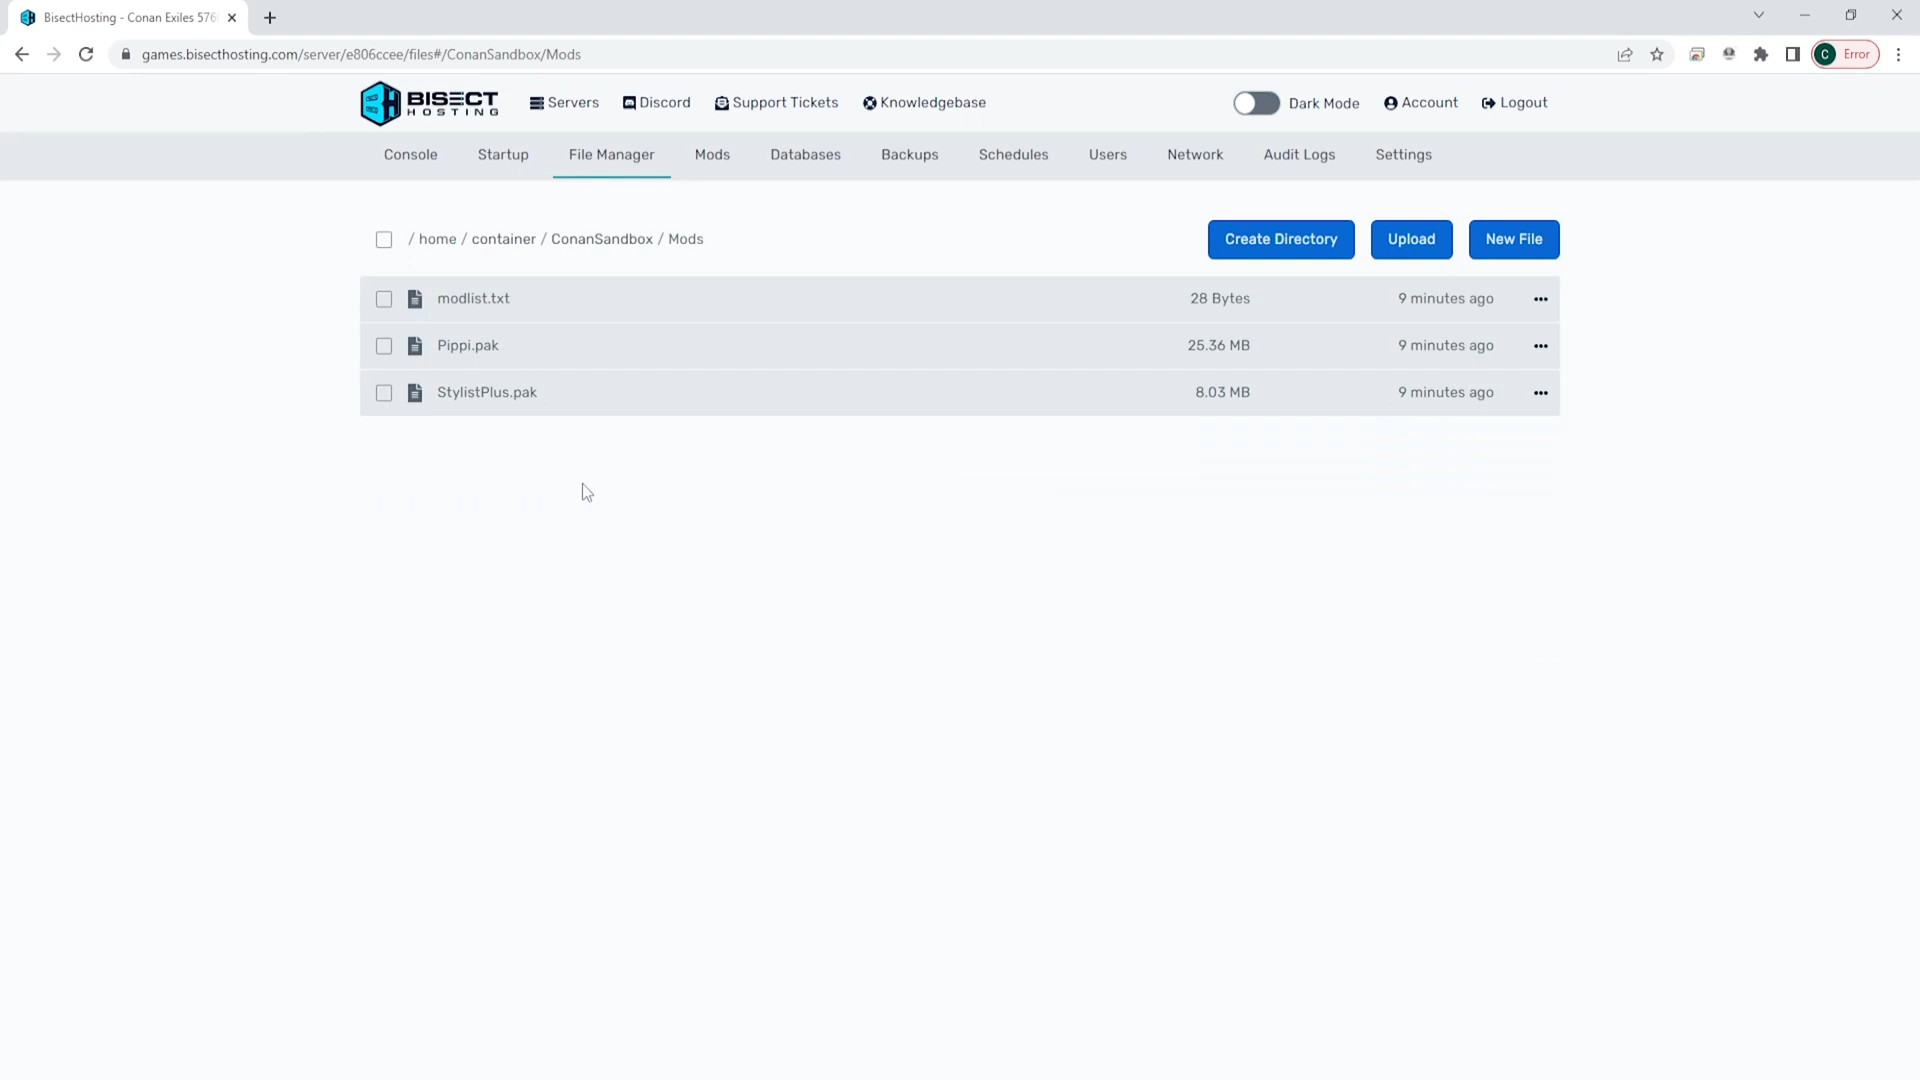 BisectHosting - Conan Exiles 576
games.bisecthosting.com/server/e806ccee/files#/ConanSandbox/Mods
C Error
BISECT HOSTING
Servers Discord Support Tickets Knowledgebase Dark Mode Account Logout
Console Startup File Manager Mods Databases Backups Schedules Users Network Audit Logs Settings
/ home / container / ConanSandbox / Mods Create Directory Upload New File
modlist.txt 28 Bytes 9 minutes ago
Pippi.pak 25.36 MB 9 minutes ago
StylistPlus.pak 8.03 MB 9 minutes ago